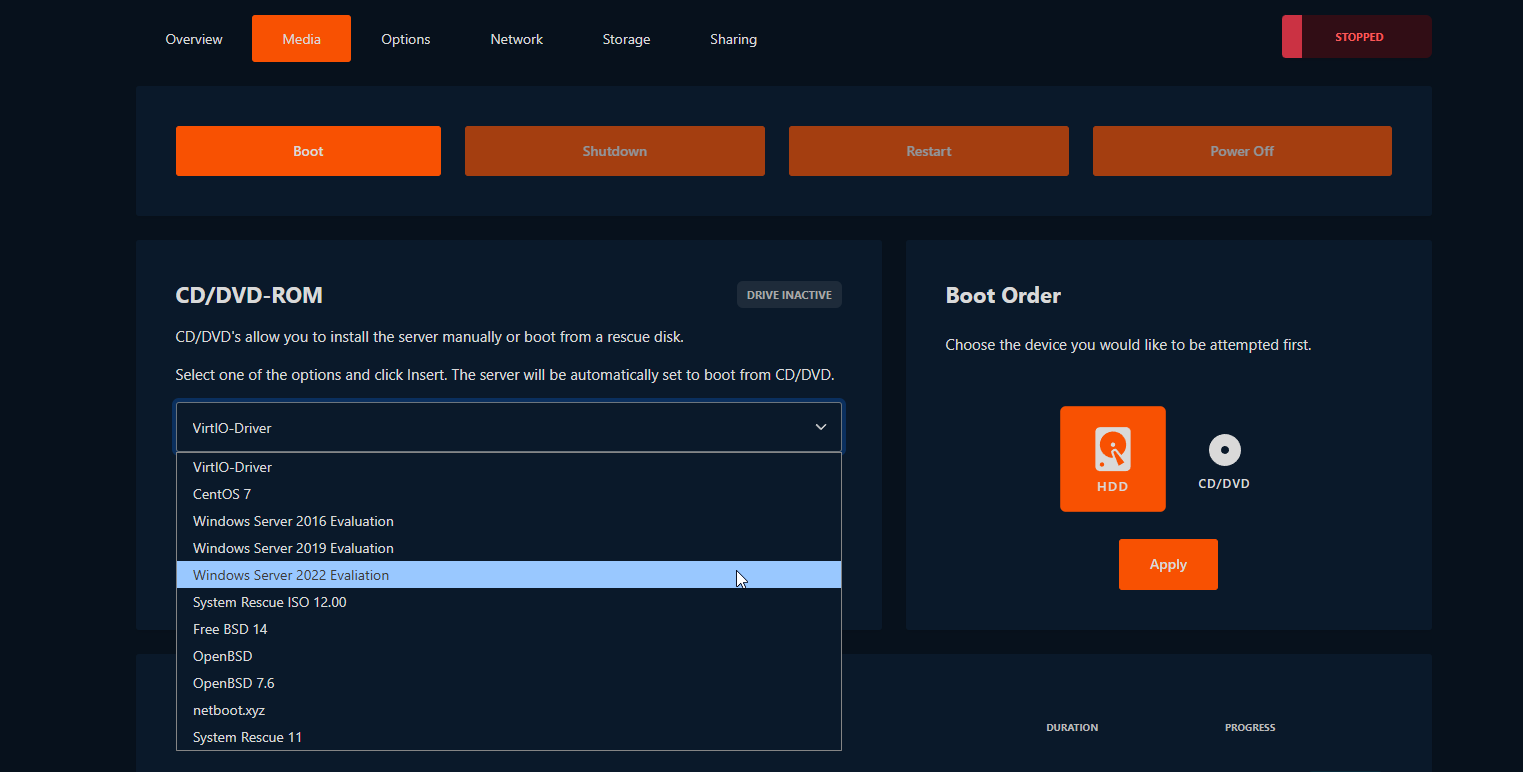 Overview Media Options Network Storage Sharing STOPPED
Boot Shutdown Restart Power Off
CD/DVD-ROM DRIVE INACTIVE
CD/DVD's allow you to install the server manually or boot from a rescue disk.
Select one of the options and click Insert. The server will be automatically set to boot from CD/DVD.
VirtIO-Driver
VirtIO-Driver
CentOS 7
Windows Server 2016 Evaluation
Windows Server 2019 Evaluation
Windows Server 2022 Evaliation
System Rescue ISO 12.00
Free BSD 14
OpenBSD
OpenBSD 7.6
netboot.xyz
System Rescue 11
Boot Order
Choose the device you would like to be attempted first.
HDD CD/DVD
Apply
DURATION PROGRESS